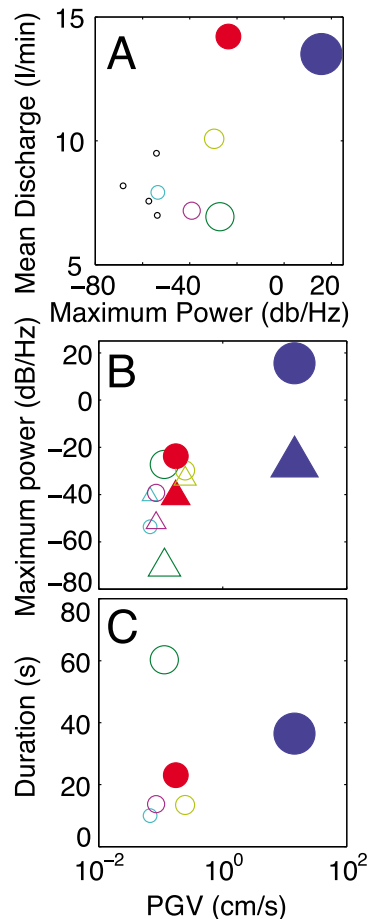 Mean Discharge (l/min)
15
10
5
A
−80
−40
0
20
Maximum Power (db/Hz)
Maximum power (dB/Hz)
20
0
−20
−40
−60
−80
B
Duration (s)
80
60
40
20
0
C
10⁻²
10⁰
10²
PGV (cm/s)